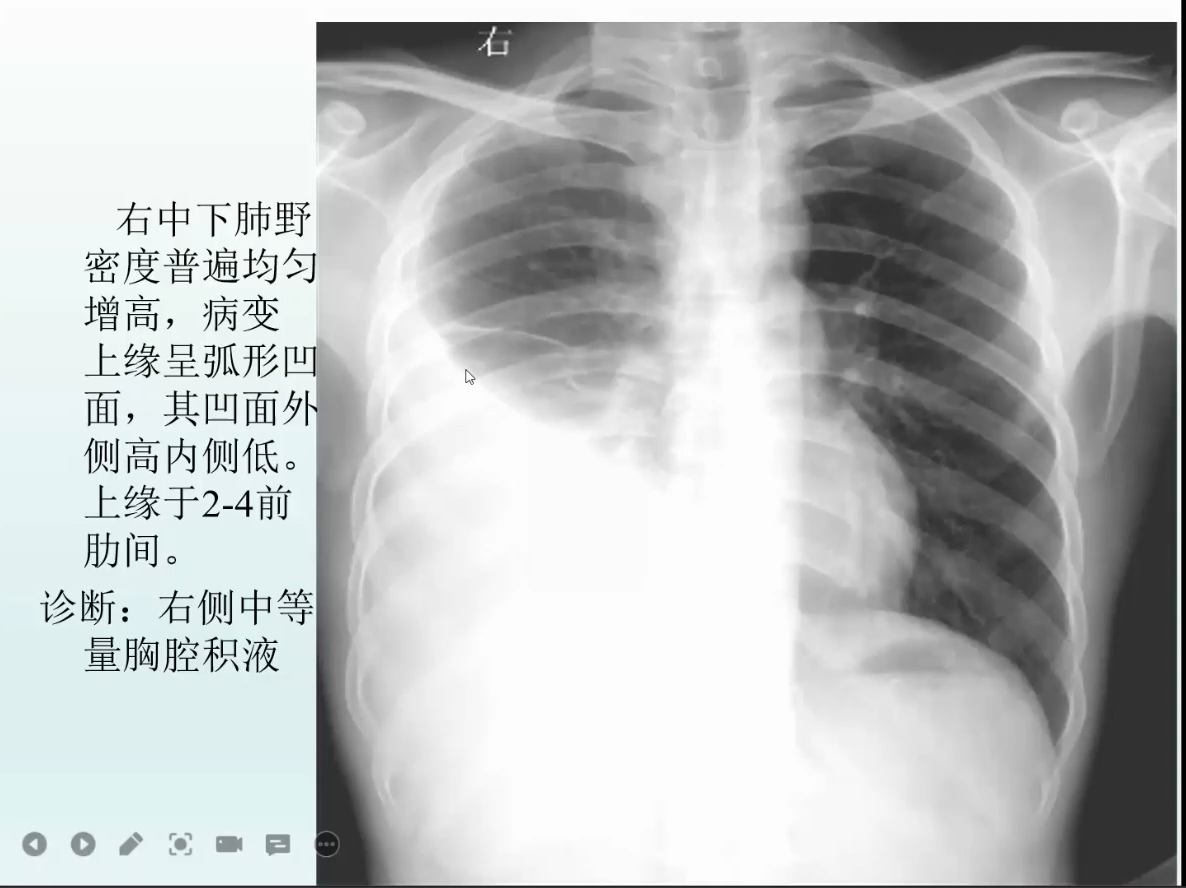 右
右中下肺野
密度普遍均匀
增高，病变
上缘呈弧形凹
面，其凹面外
侧高内侧低。
上缘于2-4前
肋间。
诊断：右侧中等
量胸腔积液